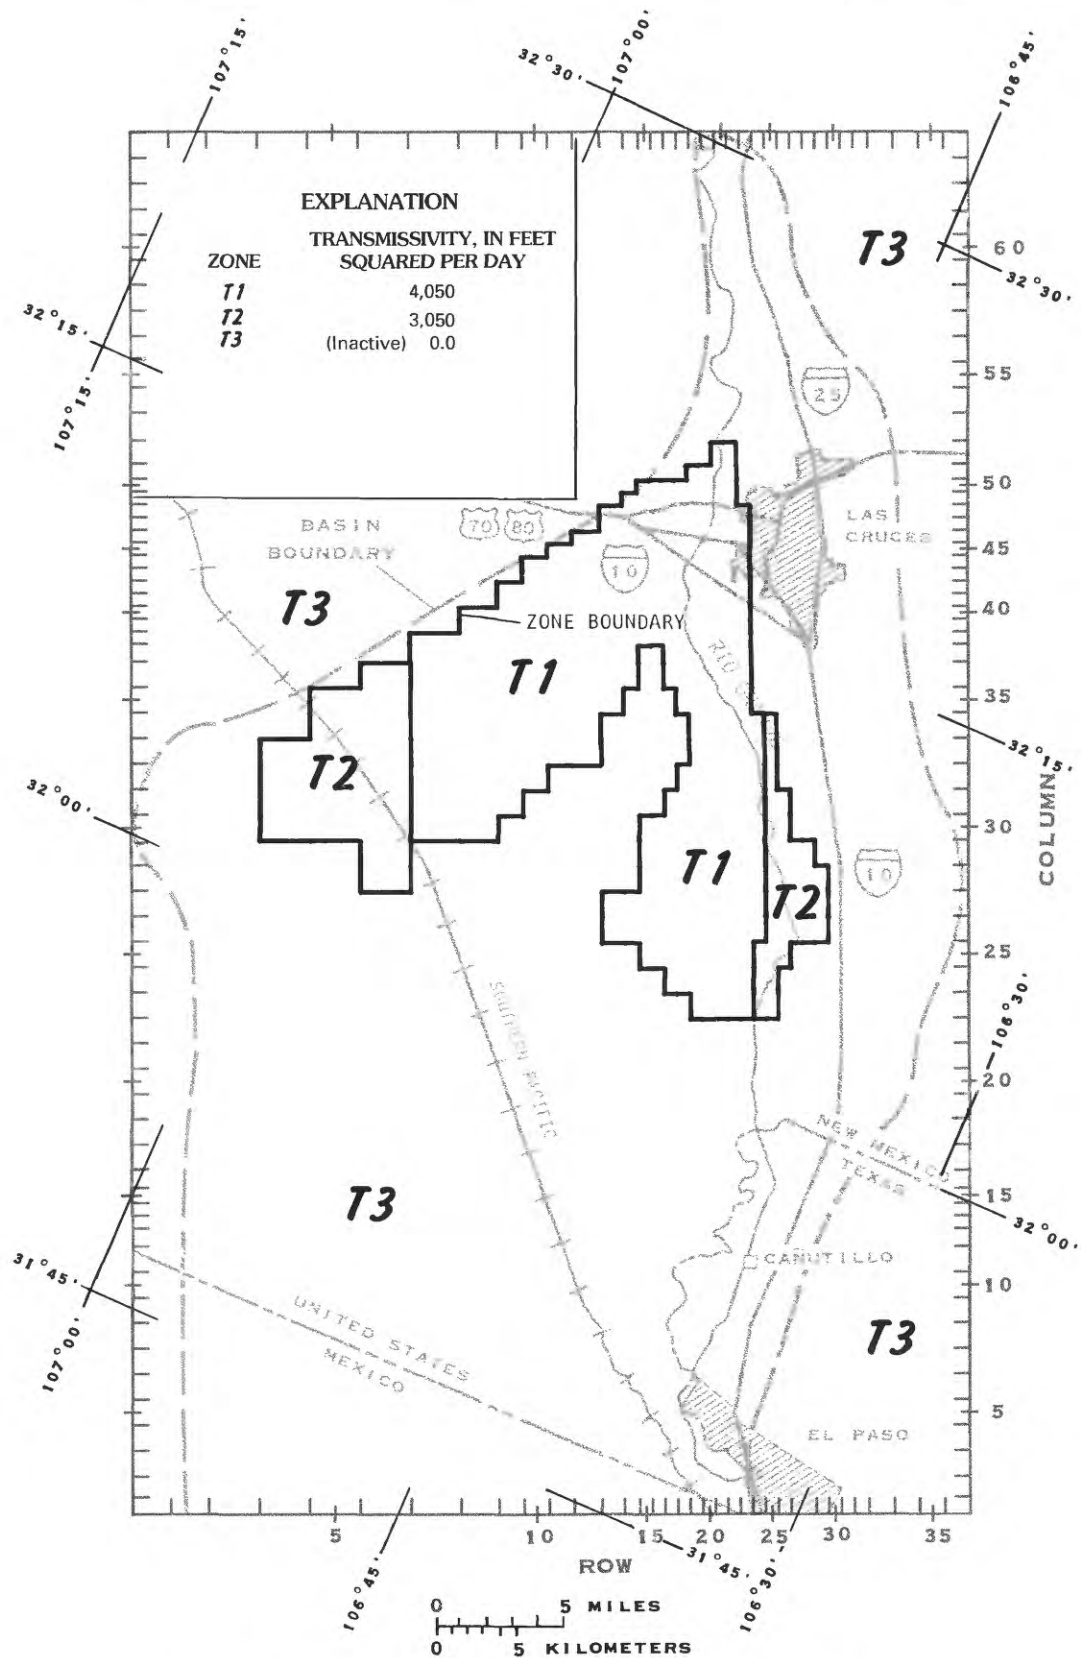 107°15'
32°30'
107°00'
106°45'
EXPLANATION
TRANSMISSIVITY, IN FEET
ZONE SQUARED PER DAY
T1 4,050
T2 3,050
T3 (Inactive) 0.0
T3
60
32°30'
32°15'
107°15'
55
25
50
BASIN
BOUNDARY
70 80
LAS
CRUCES
45
10
T3
40
ZONE BOUNDARY
T1
RIO
35
32°15'
T2
32°00'
COLUMN
30
T1
10
T2
25
SOUTHERN PACIFIC
106°30'
20
NEW MEXICO
TEXAS
T3
15
32°00'
31°45'
CANUTILLO
10
107°00'
UNITED STATES
MEXICO
T3
5
EL PASO
5 10 15 20 25 30 35
ROW
106°45'
31°45'
106°30'
0 5 MILES
0 5 KILOMETERS